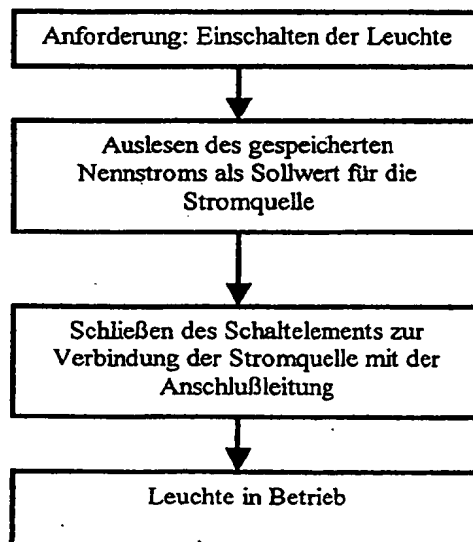 Anforderung: Einschalten der Leuchte
Auslesen des gespeicherten
Nennstroms als Sollwert für die
Stromquelle
Schließen des Schaltelements zur
Verbindung der Stromquelle mit der
Anschlußleitung
Leuchte in Betrieb